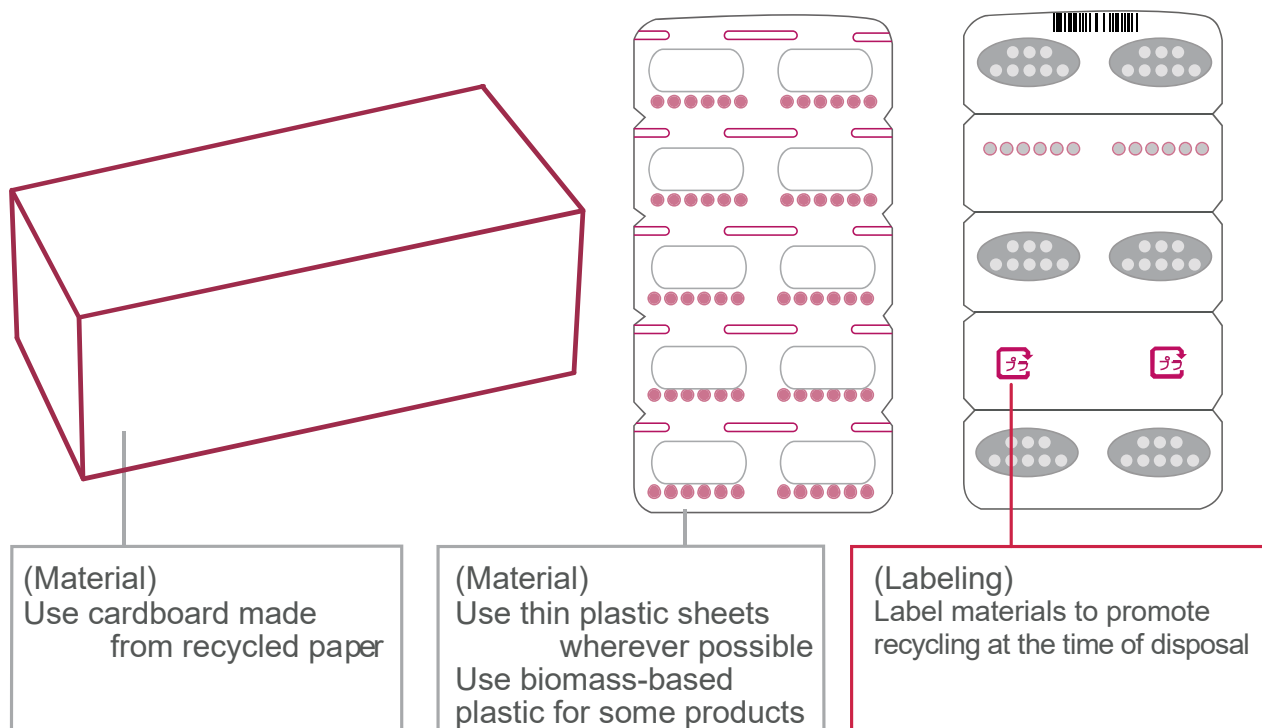 プラ
プラ
(Material)
Use cardboard made
from recycled paper
(Material)
Use thin plastic sheets
wherever possible
Use biomass-based
plastic for some products
(Labeling)
Label materials to promote
recycling at the time of disposal